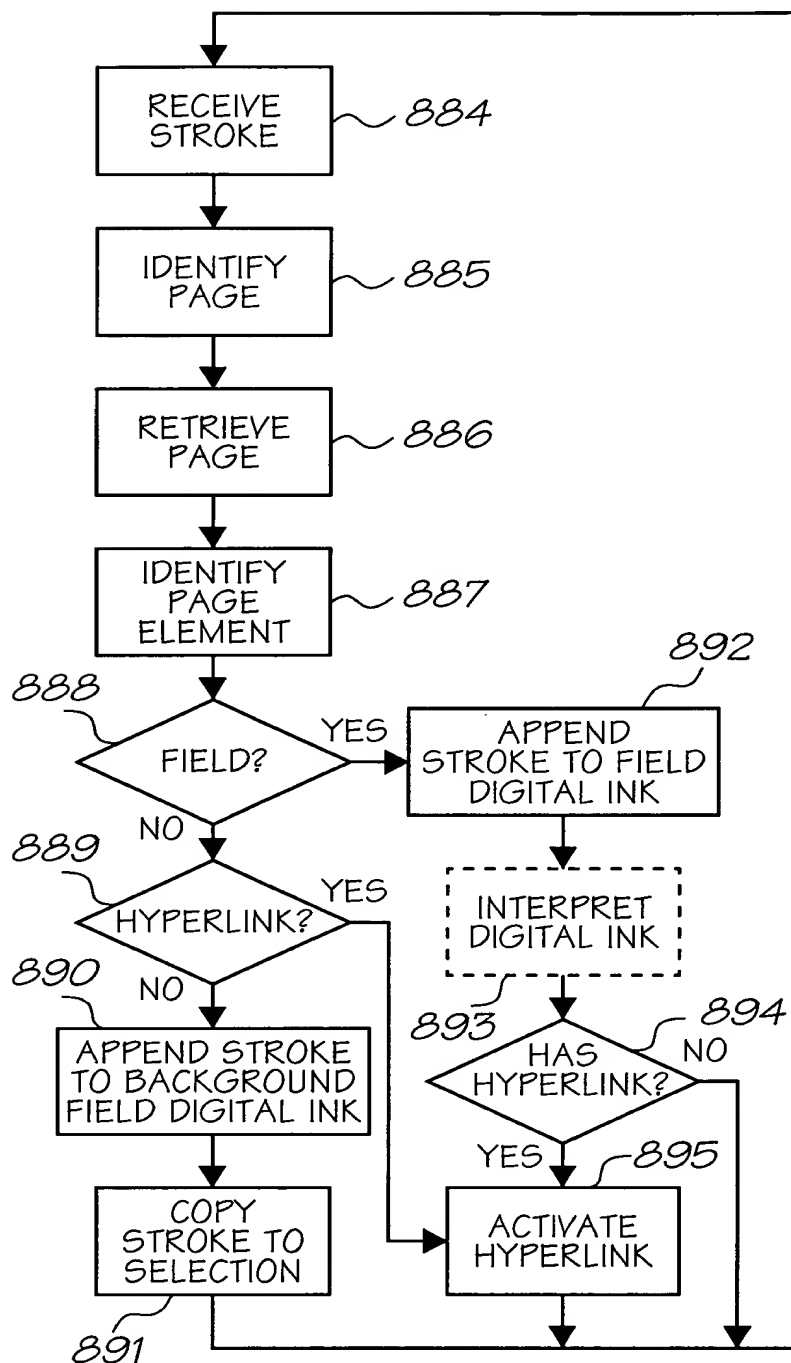 RECEIVE
STROKE
884
IDENTIFY
PAGE
885
RETRIEVE
PAGE
886
IDENTIFY
PAGE
ELEMENT
887
888
FIELD?
YES
NO
892
APPEND
STROKE TO FIELD
DIGITAL INK
889
HYPERLINK?
YES
NO
INTERPRET
DIGITAL INK
893
890
APPEND STROKE
TO BACKGROUND
FIELD DIGITAL INK
894
HAS
HYPERLINK?
NO
YES
COPY
STROKE TO
SELECTION
891
895
ACTIVATE
HYPERLINK